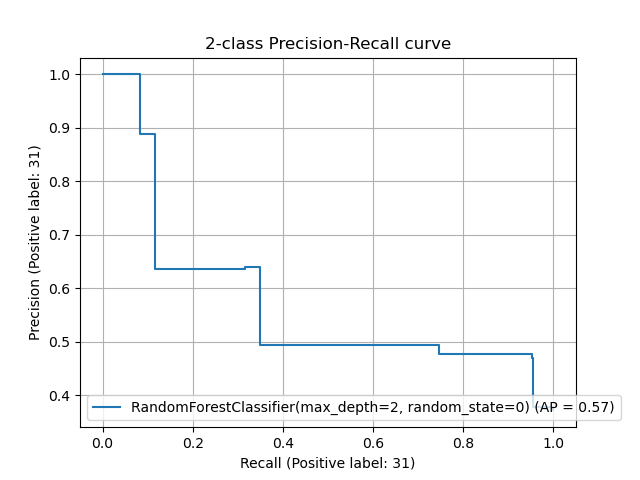 2-class Precision-Recall curve
Precision (Positive label: 31)
1.0
0.9
0.8
0.7
0.6
0.5
0.4
RandomForestClassifier(max_depth=2, random_state=0) (AP = 0.57)
0.0 0.2 0.4 0.6 0.8 1.0
Recall (Positive label: 31)